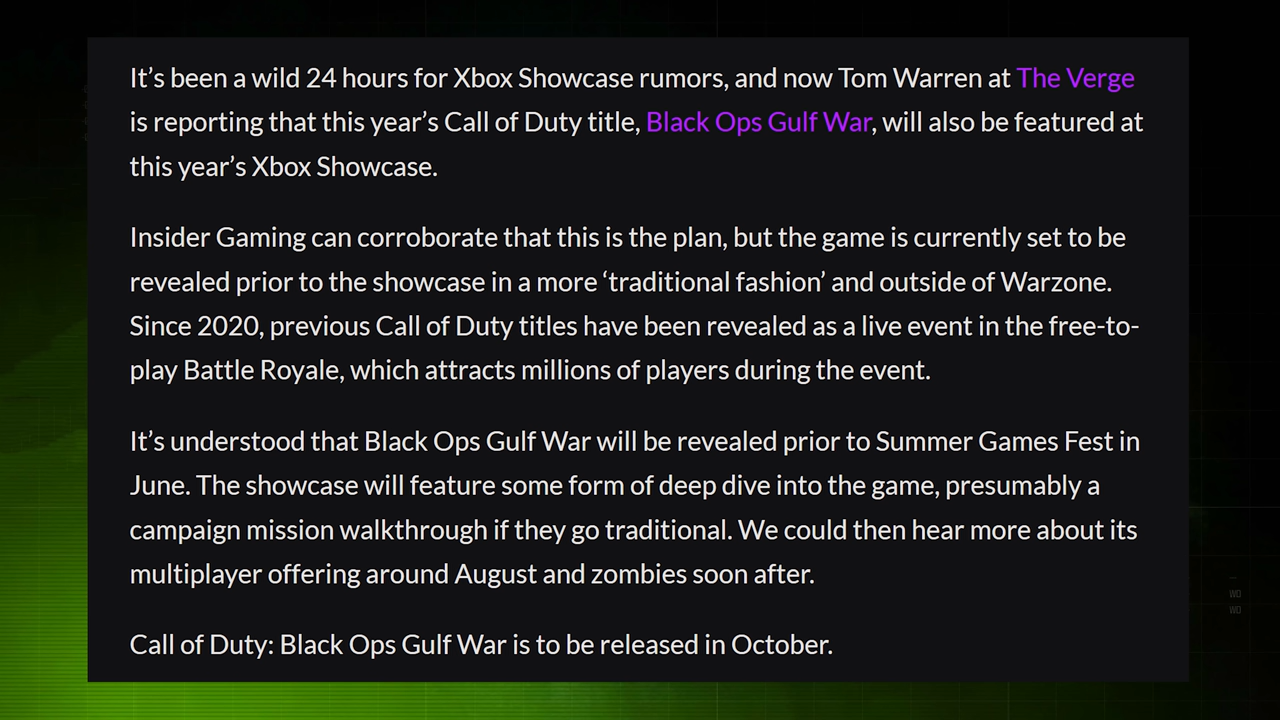 It’s been a wild 24 hours for Xbox Showcase rumors, and now Tom Warren at The Verge
is reporting that this year’s Call of Duty title, Black Ops Gulf War, will also be featured at
this year’s Xbox Showcase.
Insider Gaming can corroborate that this is the plan, but the game is currently set to be
revealed prior to the showcase in a more ‘traditional fashion’ and outside of Warzone.
Since 2020, previous Call of Duty titles have been revealed as a live event in the free-to-
play Battle Royale, which attracts millions of players during the event.
It’s understood that Black Ops Gulf War will be revealed prior to Summer Games Fest in
June. The showcase will feature some form of deep dive into the game, presumably a
campaign mission walkthrough if they go traditional. We could then hear more about its
multiplayer offering around August and zombies soon after.
Call of Duty: Black Ops Gulf War is to be released in October.
WO
WO